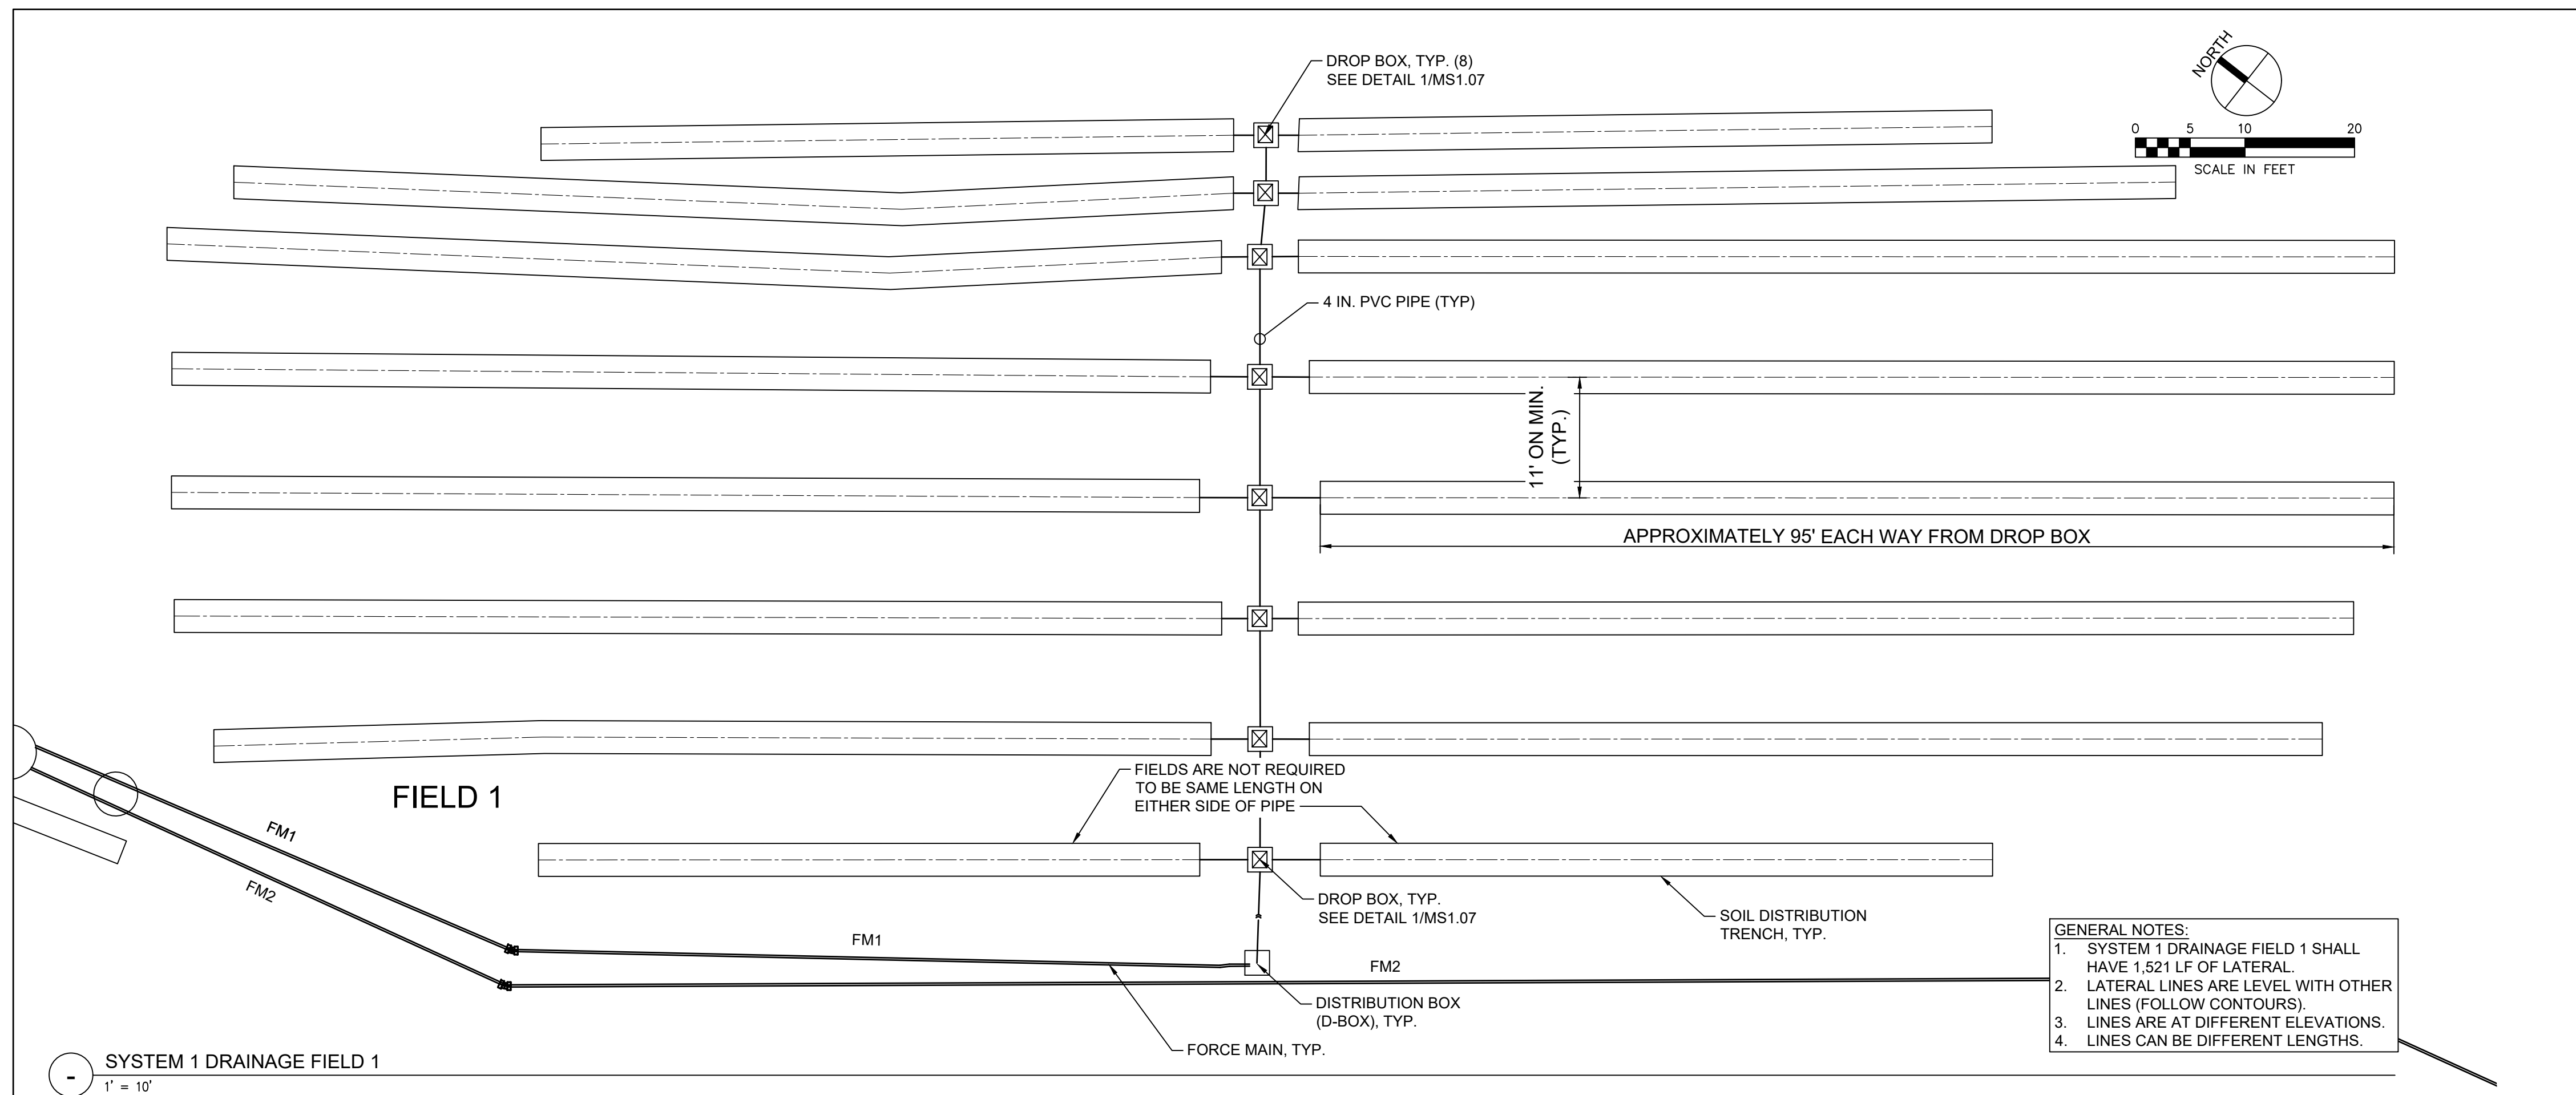 DROP BOX, TYP. (8)
SEE DETAIL 1/MS1.07
NORTH
0 5 10 20
SCALE IN FEET
4 IN. PVC PIPE (TYP)
11' ON MIN.
(TYP.)
APPROXIMATELY 95' EACH WAY FROM DROP BOX
FIELDS ARE NOT REQUIRED
TO BE SAME LENGTH ON
EITHER SIDE OF PIPE
FIELD 1
FM1
FM2
DROP BOX, TYP.
SEE DETAIL 1/MS1.07
SOIL DISTRIBUTION
TRENCH, TYP.
FM1
FM2
DISTRIBUTION BOX
(D-BOX), TYP.
FORCE MAIN, TYP.
GENERAL NOTES:
1. SYSTEM 1 DRAINAGE FIELD 1 SHALL
HAVE 1,521 LF OF LATERAL.
2. LATERAL LINES ARE LEVEL WITH OTHER
LINES (FOLLOW CONTOURS).
3. LINES ARE AT DIFFERENT ELEVATIONS.
4. LINES CAN BE DIFFERENT LENGTHS.
- SYSTEM 1 DRAINAGE FIELD 1
1' = 10'